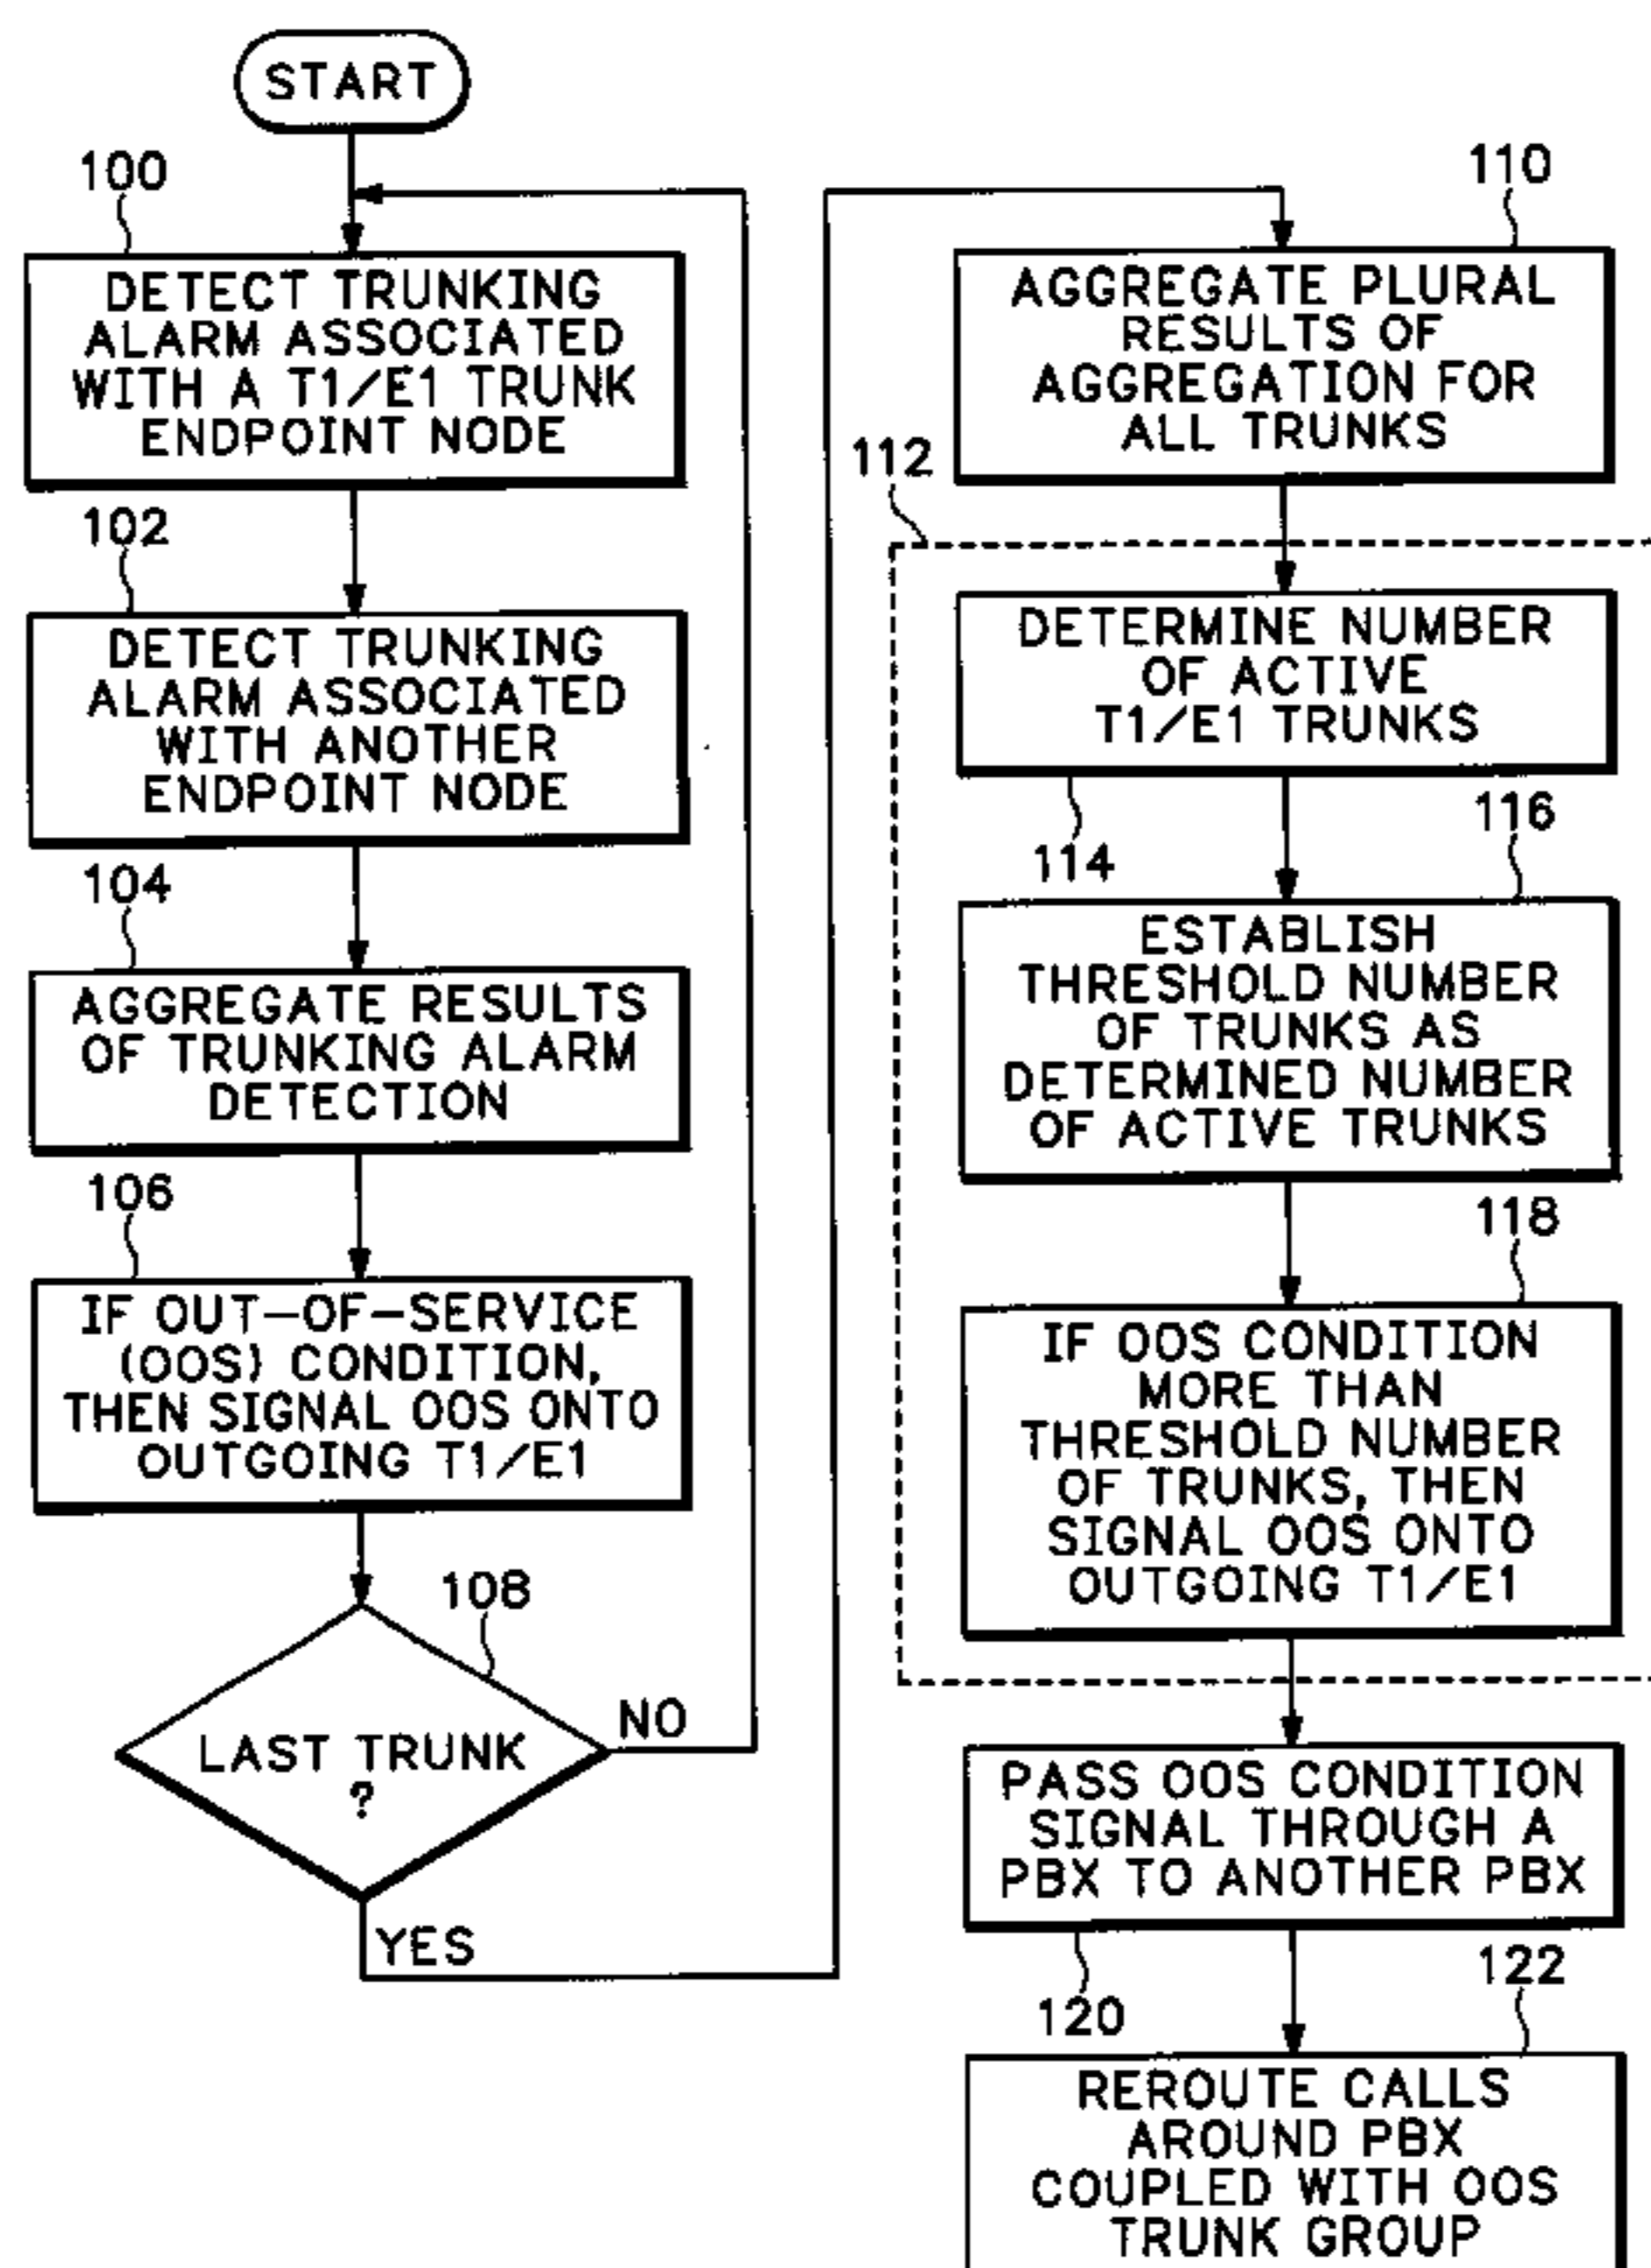 START
100
DETECT TRUNKING
ALARM ASSOCIATED
WITH A T1/E1 TRUNK
ENDPOINT NODE
102
DETECT TRUNKING
ALARM ASSOCIATED
WITH ANOTHER
ENDPOINT NODE
104
AGGREGATE RESULTS
OF TRUNKING ALARM
DETECTION
106
IF OUT-OF-SERVICE
(OOS) CONDITION,
THEN SIGNAL OOS ONTO
OUTGOING T1/E1
108
LAST TRUNK
?
NO
YES
110
AGGREGATE PLURAL
RESULTS OF
AGGREGATION FOR
ALL TRUNKS
112
DETERMINE NUMBER
OF ACTIVE
T1/E1 TRUNKS
114
116
ESTABLISH
THRESHOLD NUMBER
OF TRUNKS AS
DETERMINED NUMBER
OF ACTIVE TRUNKS
118
IF OOS CONDITION
MORE THAN
THRESHOLD NUMBER
OF TRUNKS, THEN
SIGNAL OOS ONTO
OUTGOING T1/E1
PASS OOS CONDITION
SIGNAL THROUGH A
PBX TO ANOTHER PBX
120
122
REROUTE CALLS
AROUND PBX
COUPLED WITH OOS
TRUNK GROUP